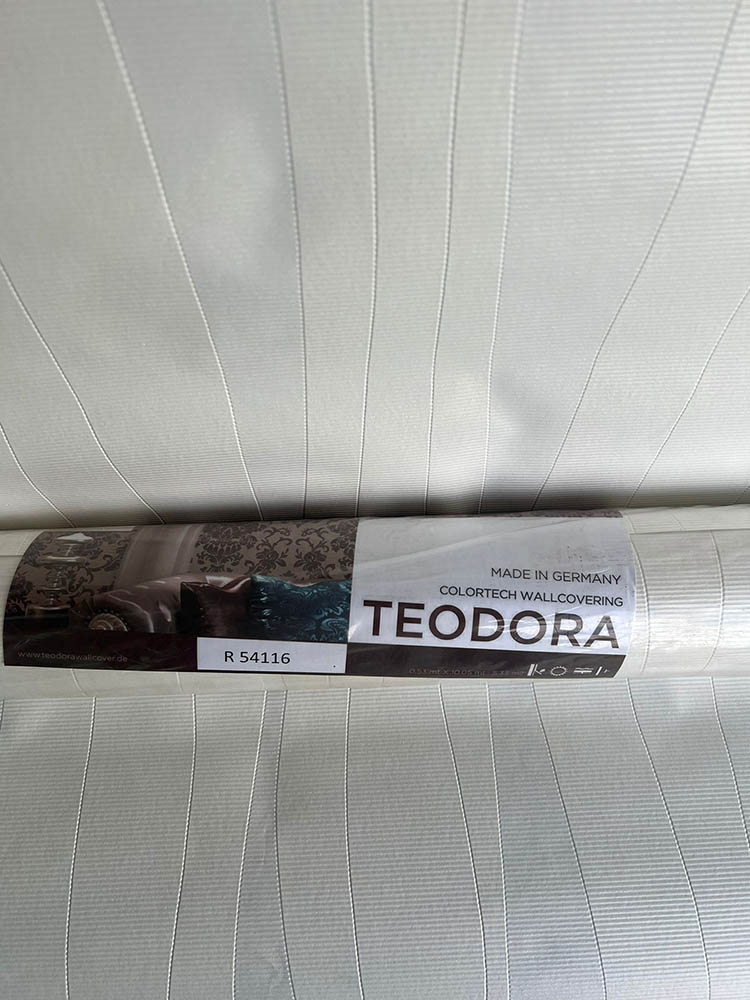 MADE IN GERMANY
COLORTECH WALLCOVERING
TEODORA
www.teodorawallcover.de
R 54116